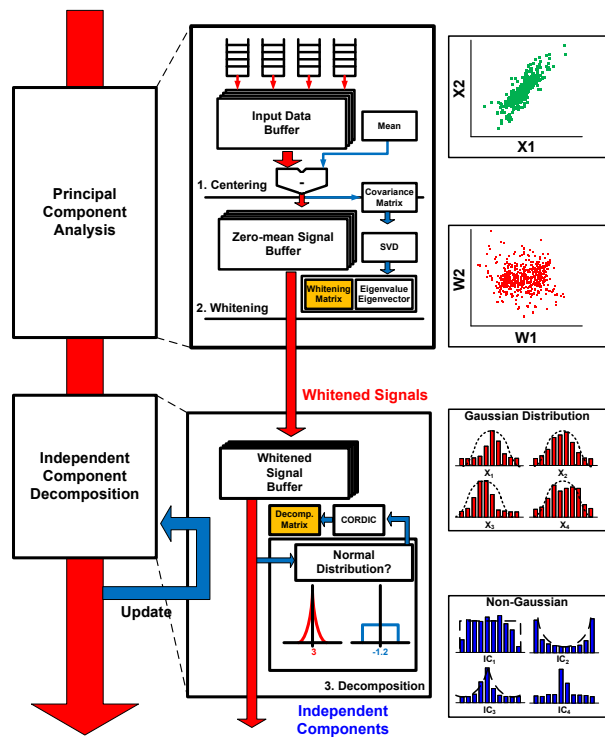 Principal
Component
Analysis
Independent
Component
Decomposition
Update
Input Data
Buffer
Mean
-
1. Centering
Covariance
Matrix
Zero-mean Signal
Buffer
SVD
Whitening
Matrix
Eigenvalue
Eigenvector
2. Whitening
Whitened Signals
Whitened
Signal
Buffer
Decomp.
Matrix
CORDIC
Normal
Distribution?
3
-1.2
3. Decomposition
Independent
Components
X2
X1
W2
W1
Gaussian Distribution
X1
X2
X3
X4
Non-Gaussian
IC1
IC2
IC3
IC4